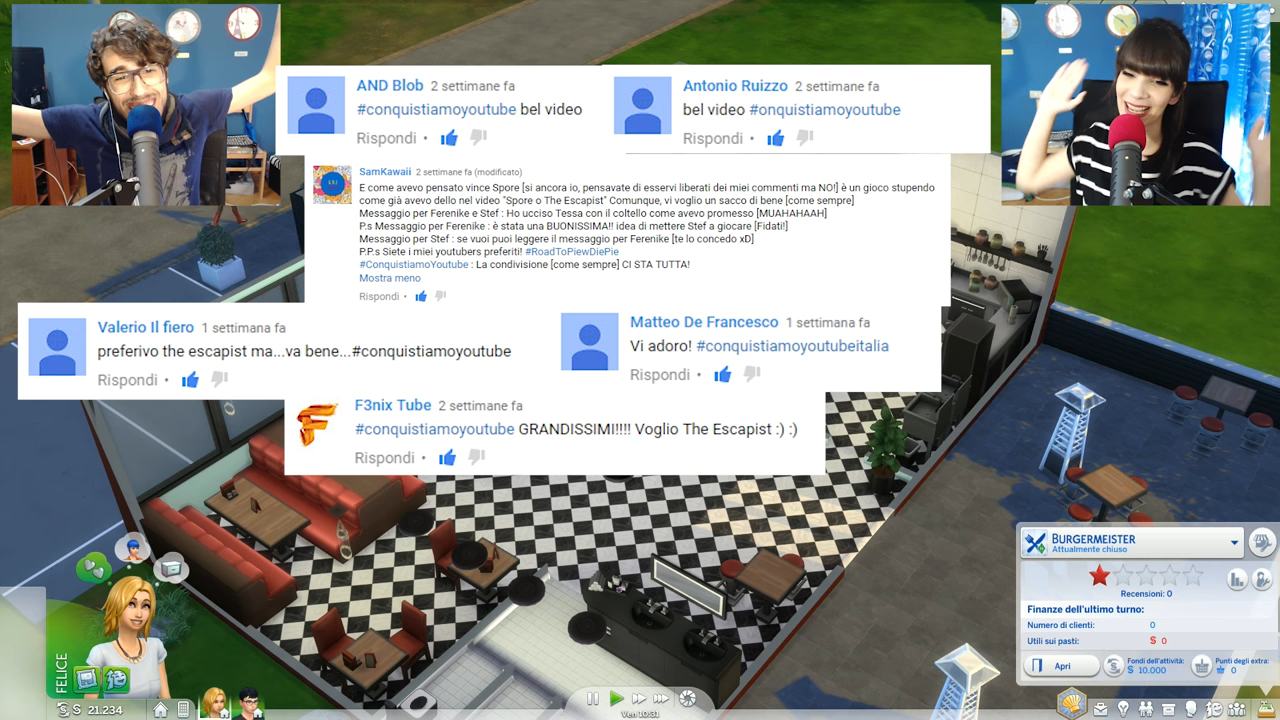 AND Blob 2 settimane fa
#conquistiamoyoutube bel video
Rispondi •
Antonio Ruizzo 2 settimane fa
bel video #onquistiamoyoutube
Rispondi •
SamKawaii 2 settimane fa (modificato)
E come avevo pensato vince Spore [si ancora io, pensavate di esservi liberati dei miei commenti ma NO!] è un gioco stupendo
come già avevo dello nel video "Spore o The Escapist" Comunque, vi voglio un sacco di bene [come sempre]
Messaggio per Ferenike e Stef : Ho ucciso Tessa con il coltello come avevo promesso [MUAHAHAAH]
P.s Messaggio per Ferenike : è stata una BUONISSIMA!! idea di mettere Stef a giocare [Fidati!]
Messaggio per Stef : se vuoi puoi leggere il messaggio per Ferenike [te lo concedo xD]
P.P.s Siete i miei youtubers preferiti! #RoadToPiewDiePie
#ConquistiamoYoutube : La condivisione [come sempre] CI STA TUTTA!
Mostra meno
Rispondi •
Valerio Il fiero 1 settimana fa
preferivo the escapist ma...va bene...#conquistiamoyoutube
Rispondi •
Matteo De Francesco 1 settimana fa
Vi adoro! #conquistiamoyoutubeitalia
Rispondi •
F3nix Tube 2 settimane fa
#conquistiamoyoutube GRANDISSIMI!!!! Voglio The Escapist :) :)
Rispondi •
BURGERMEISTER
Attualmente chiuso
Recensioni: 0
Finanze dell'ultimo turno:
Numero di clienti: 0
Utili sui pasti: $ 0
Apri
Fondi dell'attività:
$ 10.000
Punti degli extra:
0
FELICE
$ 21.234
Ven 10:31